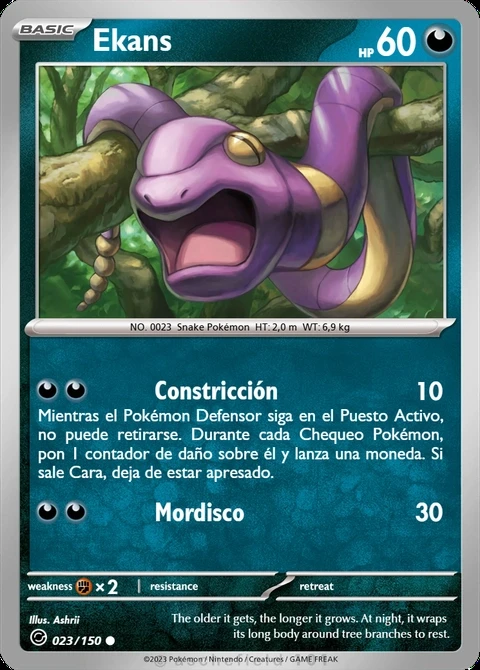 BASIC
Ekans
HP 60
NO. 0023 Snake Pokémon HT: 2,0 m WT: 6,9 kg
Constricción 10
Mientras el Pokémon Defensor siga en el Puesto Activo,
no puede retirarse. Durante cada Chequeo Pokémon,
pon 1 contador de daño sobre él y lanza una moneda. Si
sale Cara, deja de estar apresado.
Mordisco 30
weakness ×2 resistance retreat
Illus. Ashrii
The older it gets, the longer it grows. At night, it wraps
its long body around tree branches to rest.
023/150
©2023 Pokémon / Nintendo / Creatures / GAME FREAK